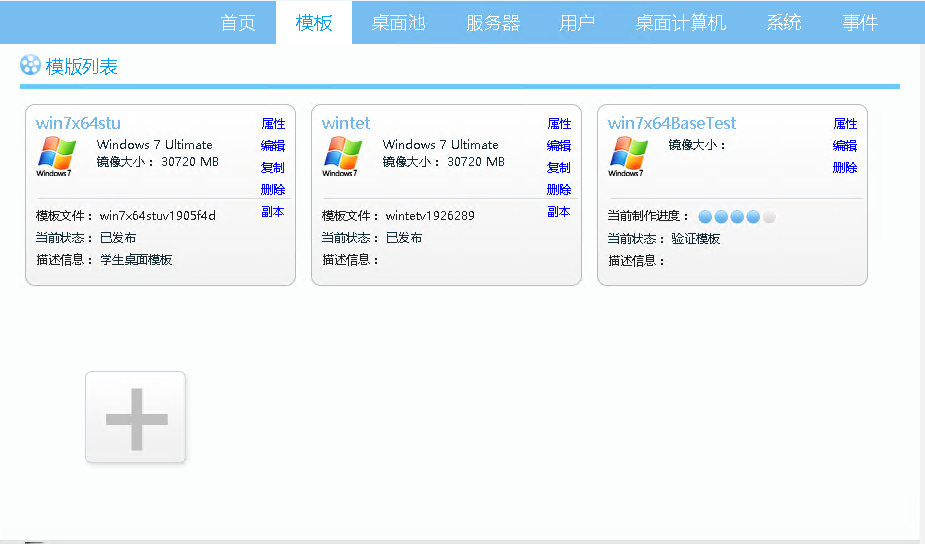 首页 模板 桌面池 服务器 用户 桌面计算机 系统 事件
模版列表
win7x64stu 属性
Windows 7 Ultimate 编辑
镜像大小： 30720 MB 复制
Windows 7 删除
模板文件： win7x64stuv1905f4d 副本
当前状态： 已发布
描述信息： 学生桌面模板
wintet 属性
Windows 7 Ultimate 编辑
镜像大小： 30720 MB 复制
Windows 7 删除
模板文件： wintetv1926289 副本
当前状态： 已发布
描述信息：
win7x64BaseTest 属性
镜像大小： 编辑
Windows 7 删除
当前制作进度：
当前状态： 验证模板
描述信息：